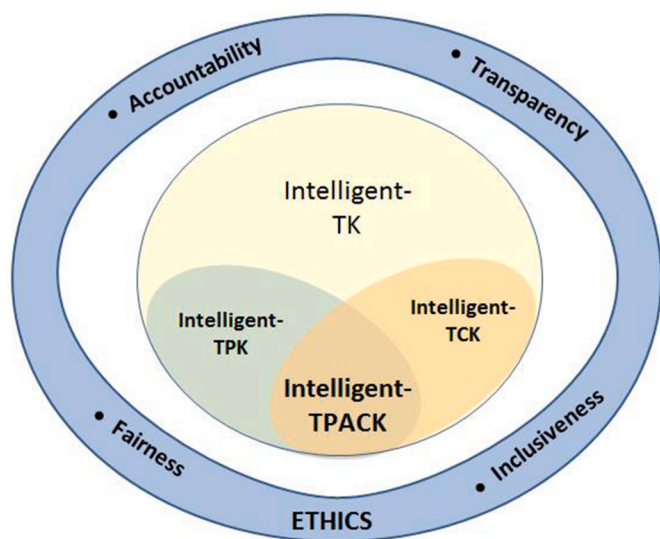 • Accountability
• Transparency
Intelligent-
TK
Intelligent-
TPK
Intelligent-
TCK
Intelligent-
TPACK
• Fairness
• Inclusiveness
ETHICS